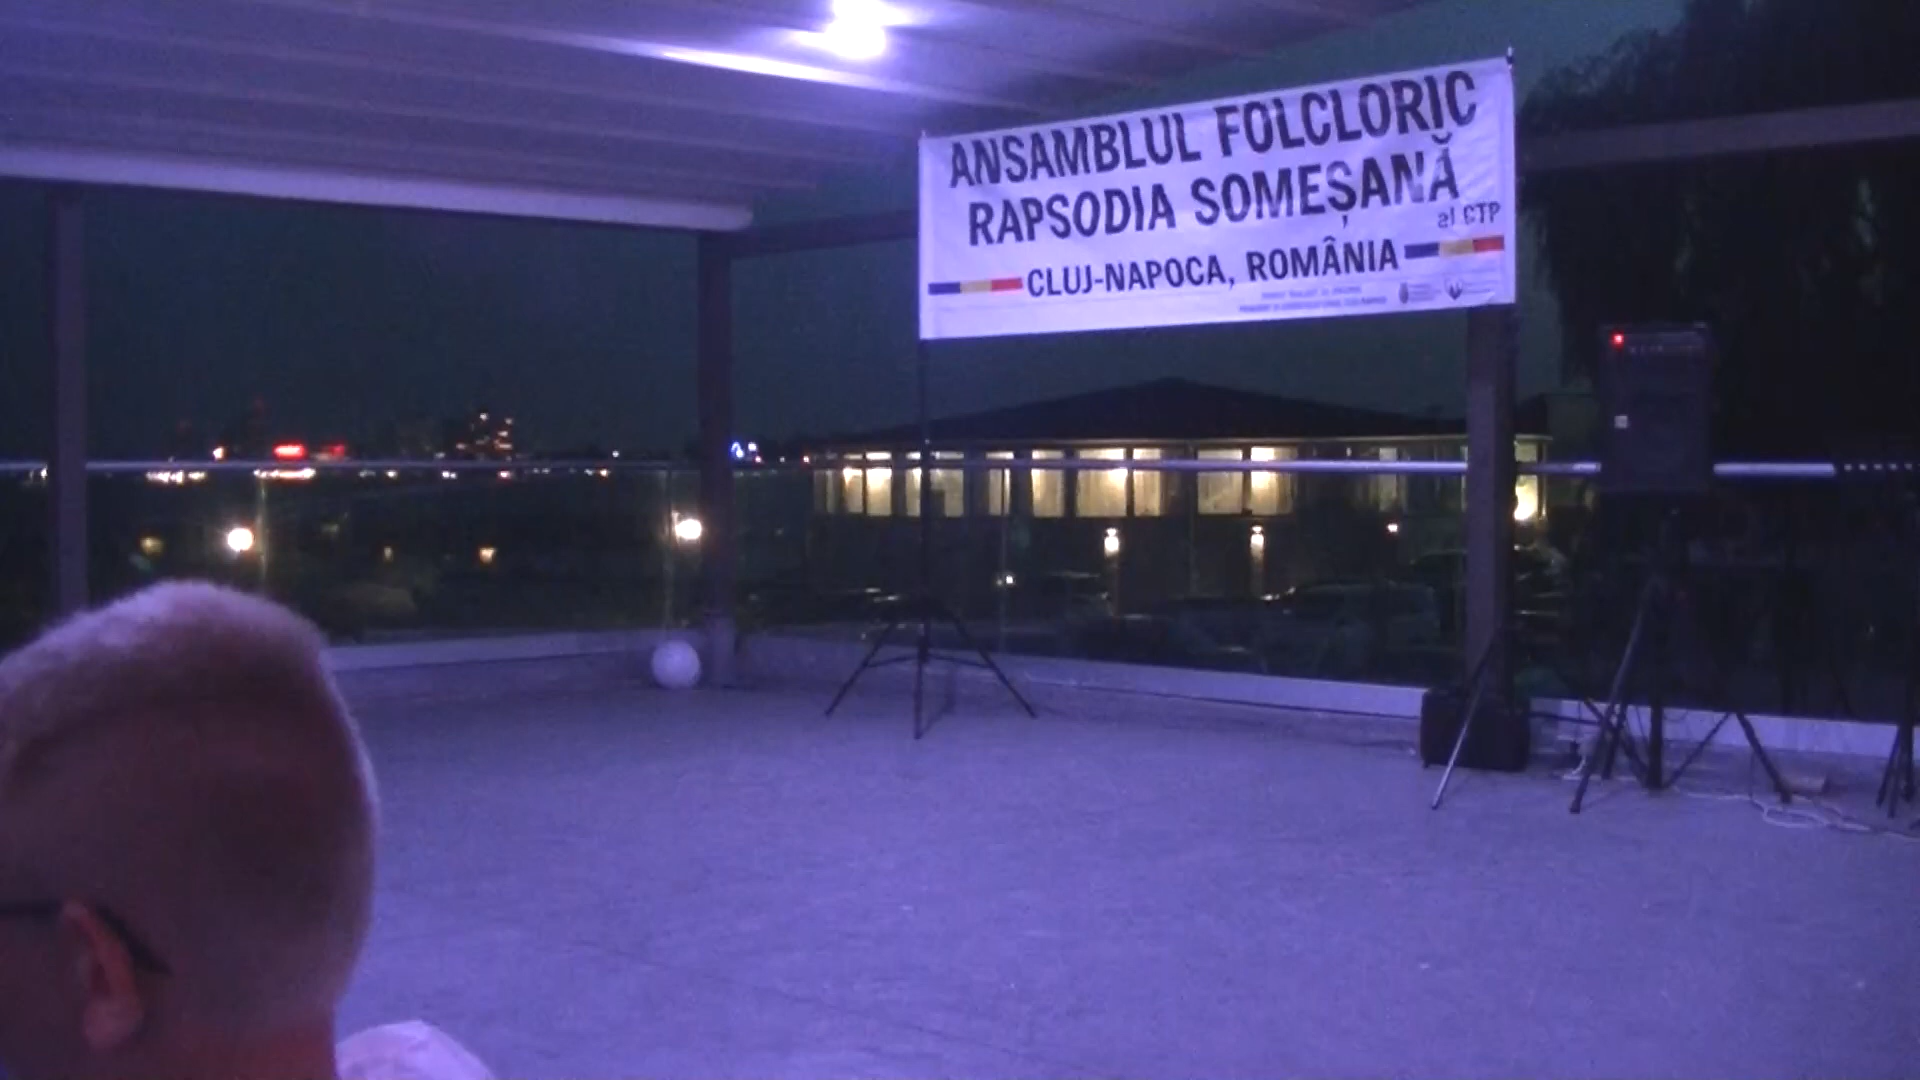 ANSAMBLUL FOLCLORIC
RAPSODIA SOMEȘANĂ
al CTP
CLUJ-NAPOCA, ROMÂNIA